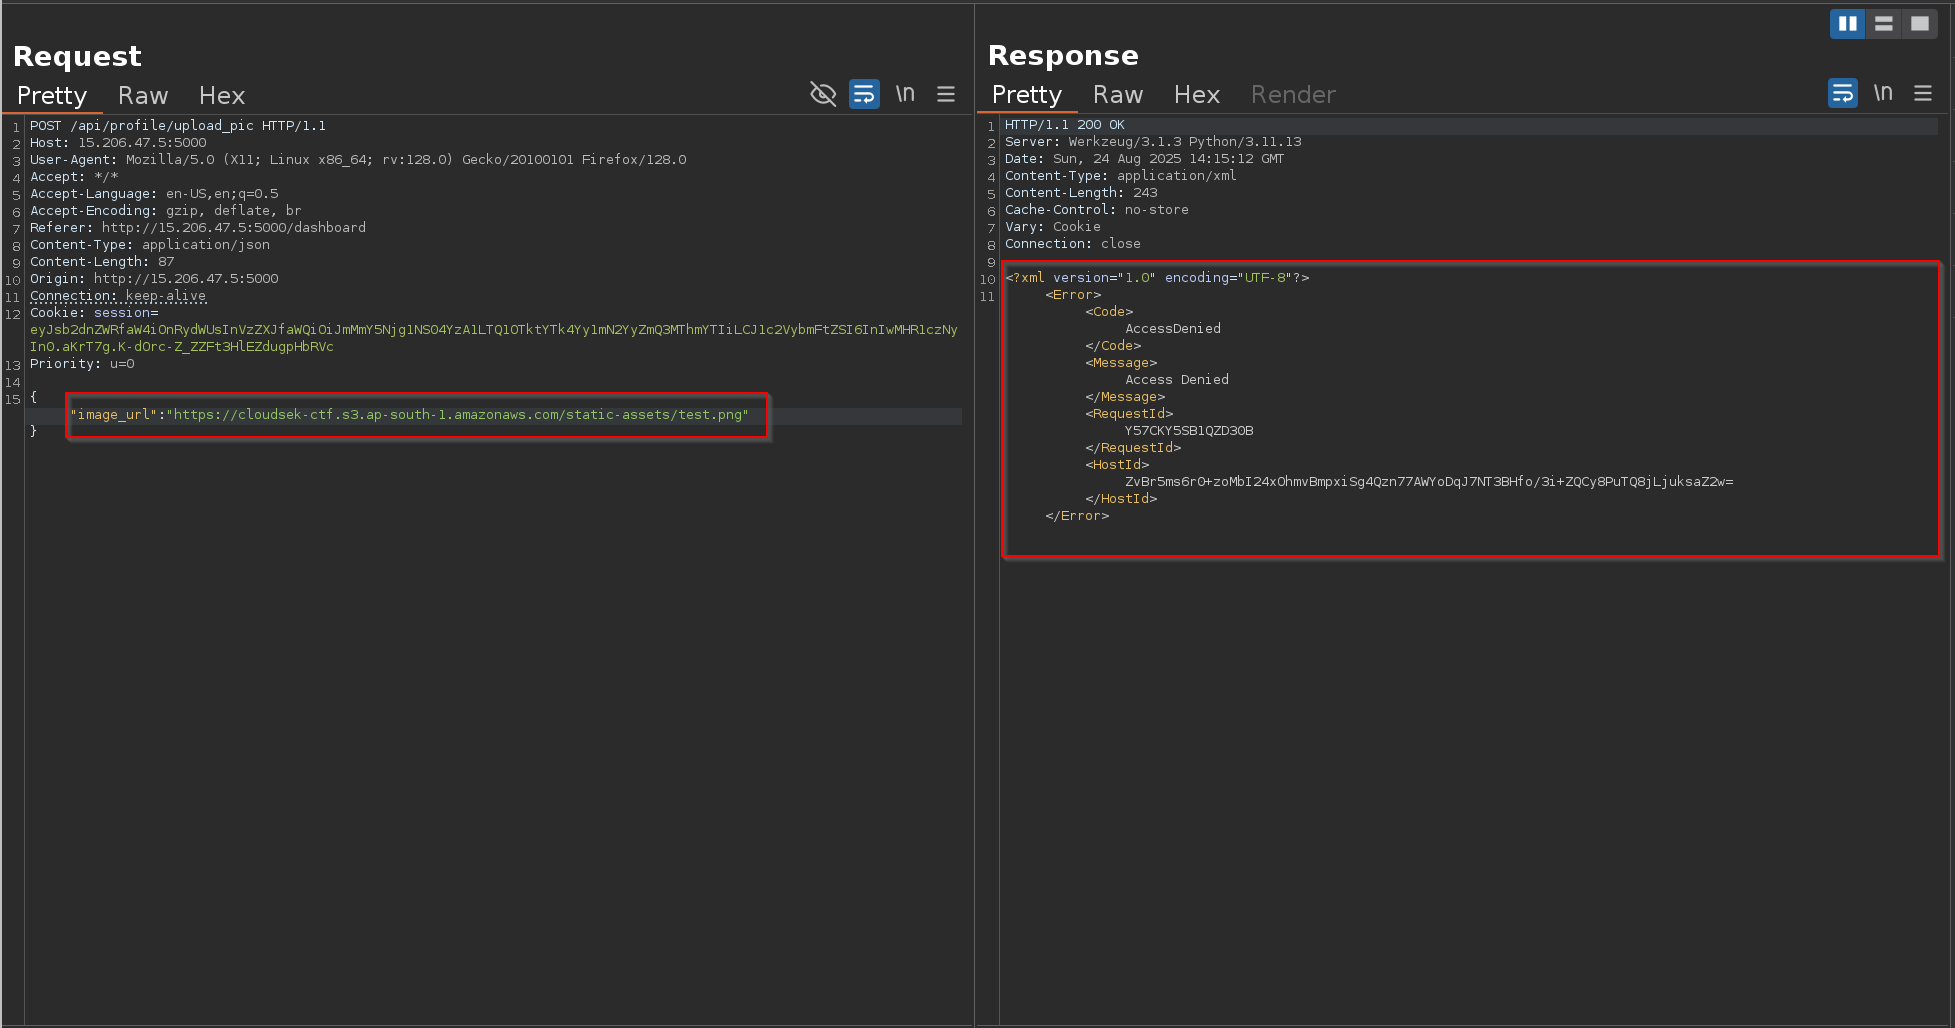 Request
Pretty Raw Hex
\n
1 POST /api/profile/upload_pic HTTP/1.1
2 Host: 15.206.47.5:5000
3 User-Agent: Mozilla/5.0 (X11; Linux x86_64; rv:128.0) Gecko/20100101 Firefox/128.0
4 Accept: */*
5 Accept-Language: en-US,en;q=0.5
6 Accept-Encoding: gzip, deflate, br
7 Referer: http://15.206.47.5:5000/dashboard
8 Content-Type: application/json
9 Content-Length: 87
10 Origin: http://15.206.47.5:5000
11 Connection: keep-alive
12 Cookie: session=
eyJsb2dnZWRfaW4iOnRydWUsInVzZXJfaWQiOiJmMmY5Njg1NS04YzA1LTQ1OTktYTk4Yy1mN2YyZmQ3MThmYTIiLCJ1c2VybmFtZSI6InIwMHR1czNy
In0.aKrT7g.K-dOrc-Z_ZZFt3HlEZdugpHbRVc
13 Priority: u=0
14
15 {
"image_url":"https://cloudsek-ctf.s3.ap-south-1.amazonaws.com/static-assets/test.png"
}
Response
Pretty Raw Hex Render
\n
1 HTTP/1.1 200 OK
2 Server: Werkzeug/3.1.3 Python/3.11.13
3 Date: Sun, 24 Aug 2025 14:15:12 GMT
4 Content-Type: application/xml
5 Content-Length: 243
6 Cache-Control: no-store
7 Vary: Cookie
8 Connection: close
9
10 <?xml version="1.0" encoding="UTF-8"?>
11 <Error>
<Code>
AccessDenied
</Code>
<Message>
Access Denied
</Message>
<RequestId>
Y57CKY5SB1QZD30B
</RequestId>
<HostId>
ZvBr5ms6rO+zoMbI24xOhmvBmpxiSg4Qzn77AWYoDqJ7NT3BHfo/3i+ZQCy8PuTQ8jLjuksaZ2w=
</HostId>
</Error>